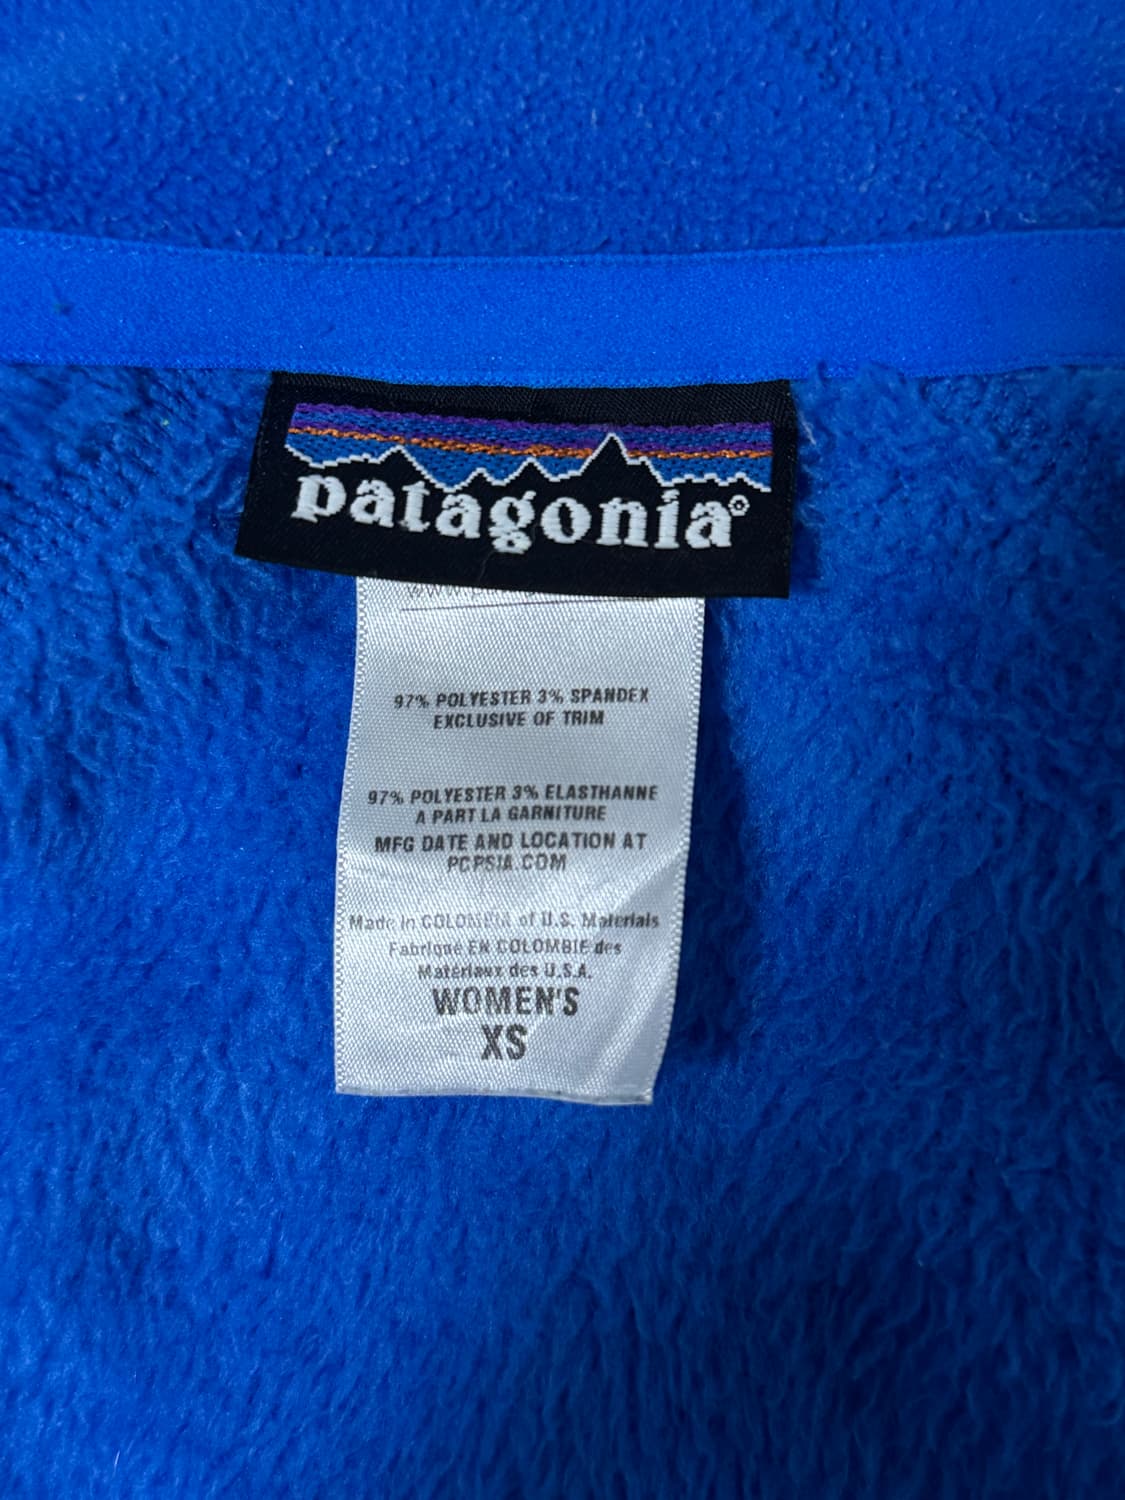 patagonia®
97% POLYESTER 3% SPANDEX
EXCLUSIVE OF TRIM
97% POLYESTER 3% ELASTHANNE
A PART LA GARNITURE
MFG DATE AND LOCATION AT
PCPSIA.COM
Made in COLOMBIA of U.S. Materials
Fabriqué EN COLOMBIE des
Matériaux des U.S.A.
WOMEN'S
XS